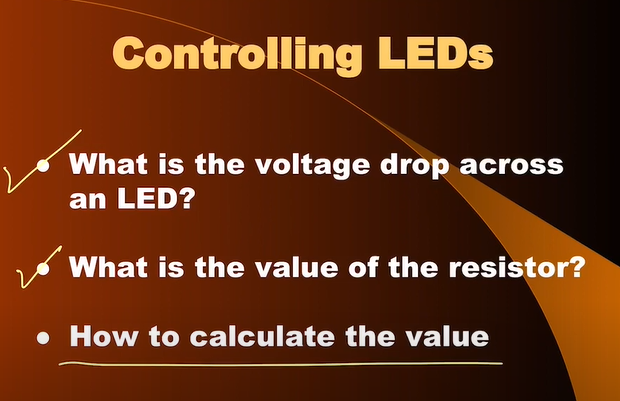 Controlling LEDs
What is the voltage drop across
an LED?
What is the value of the resistor?
How to calculate the value